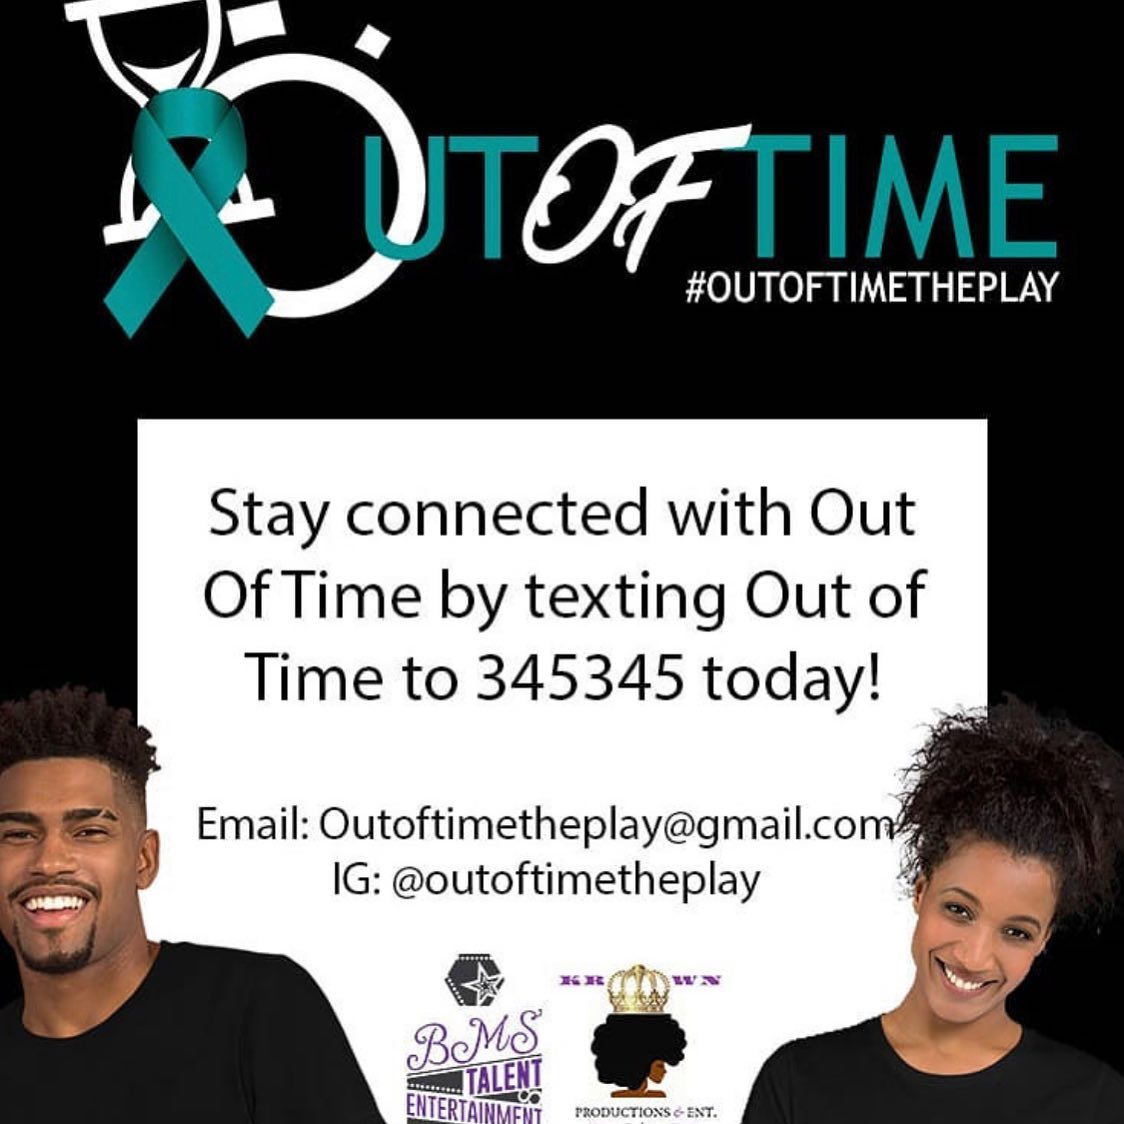 OUT OF TIME
#OUTOFTIMETHEPLAY
Stay connected with Out
Of Time by texting Out of
Time to 345345 today!
Email: Outoftimetheplay@gmail.com
IG: @outoftimetheplay
BMS
TALENT
ENTERTAINMENT
KROWN
PRODUCTIONS & ENT.